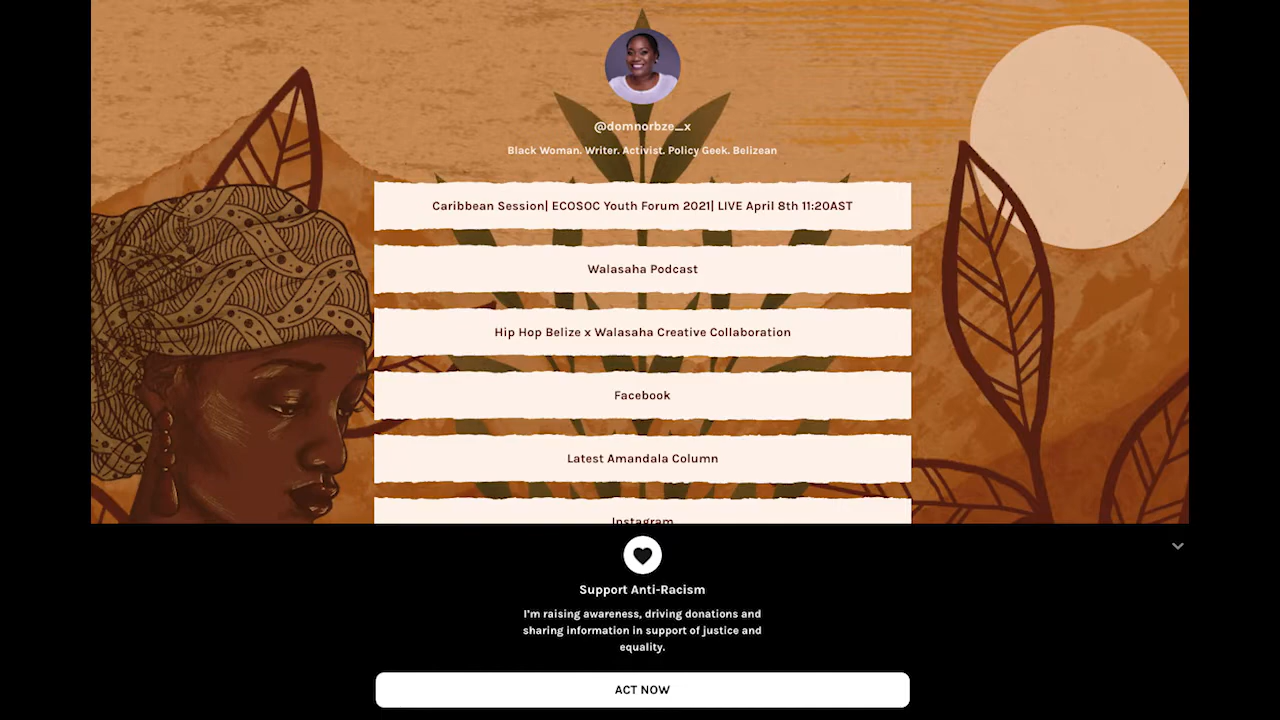 @domnorbze_x
Black Woman. Writer. Activist. Policy Geek. Belizean
Caribbean Session| ECOSOC Youth Forum 2021| LIVE April 8th 11:20AST
Walasaha Podcast
Hip Hop Belize x Walasaha Creative Collaboration
Facebook
Latest Amandala Column
Instagram
Support Anti-Racism
I'm raising awareness, driving donations and
sharing information in support of justice and
equality.
ACT NOW